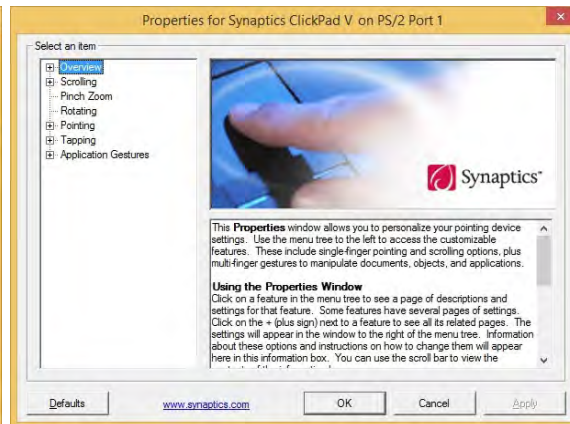 Properties for Synaptics ClickPad V on PS/2 Port 1
Select an item
Overview
Scrolling
Pinch Zoom
Rotating
Pointing
Tapping
Application Gestures
Synaptics™
This Properties window allows you to personalize your pointing device
settings. Use the menu tree to the left to access the customizable
features. These include single-finger pointing and scrolling options, plus
multi-finger gestures to manipulate documents, objects, and applications.
Using the Properties Window
Click on a feature in the menu tree to see a page of descriptions and
settings for that feature. Some features have several pages of settings.
Click on the + (plus sign) next to a feature to see all its related pages. The
settings will appear in the window to the right of the menu tree. Information
about these options and instructions on how to change them will appear
here in this information box. You can use the scroll bar to view the
Defaults
www.synaptics.com
OK
Cancel
Apply